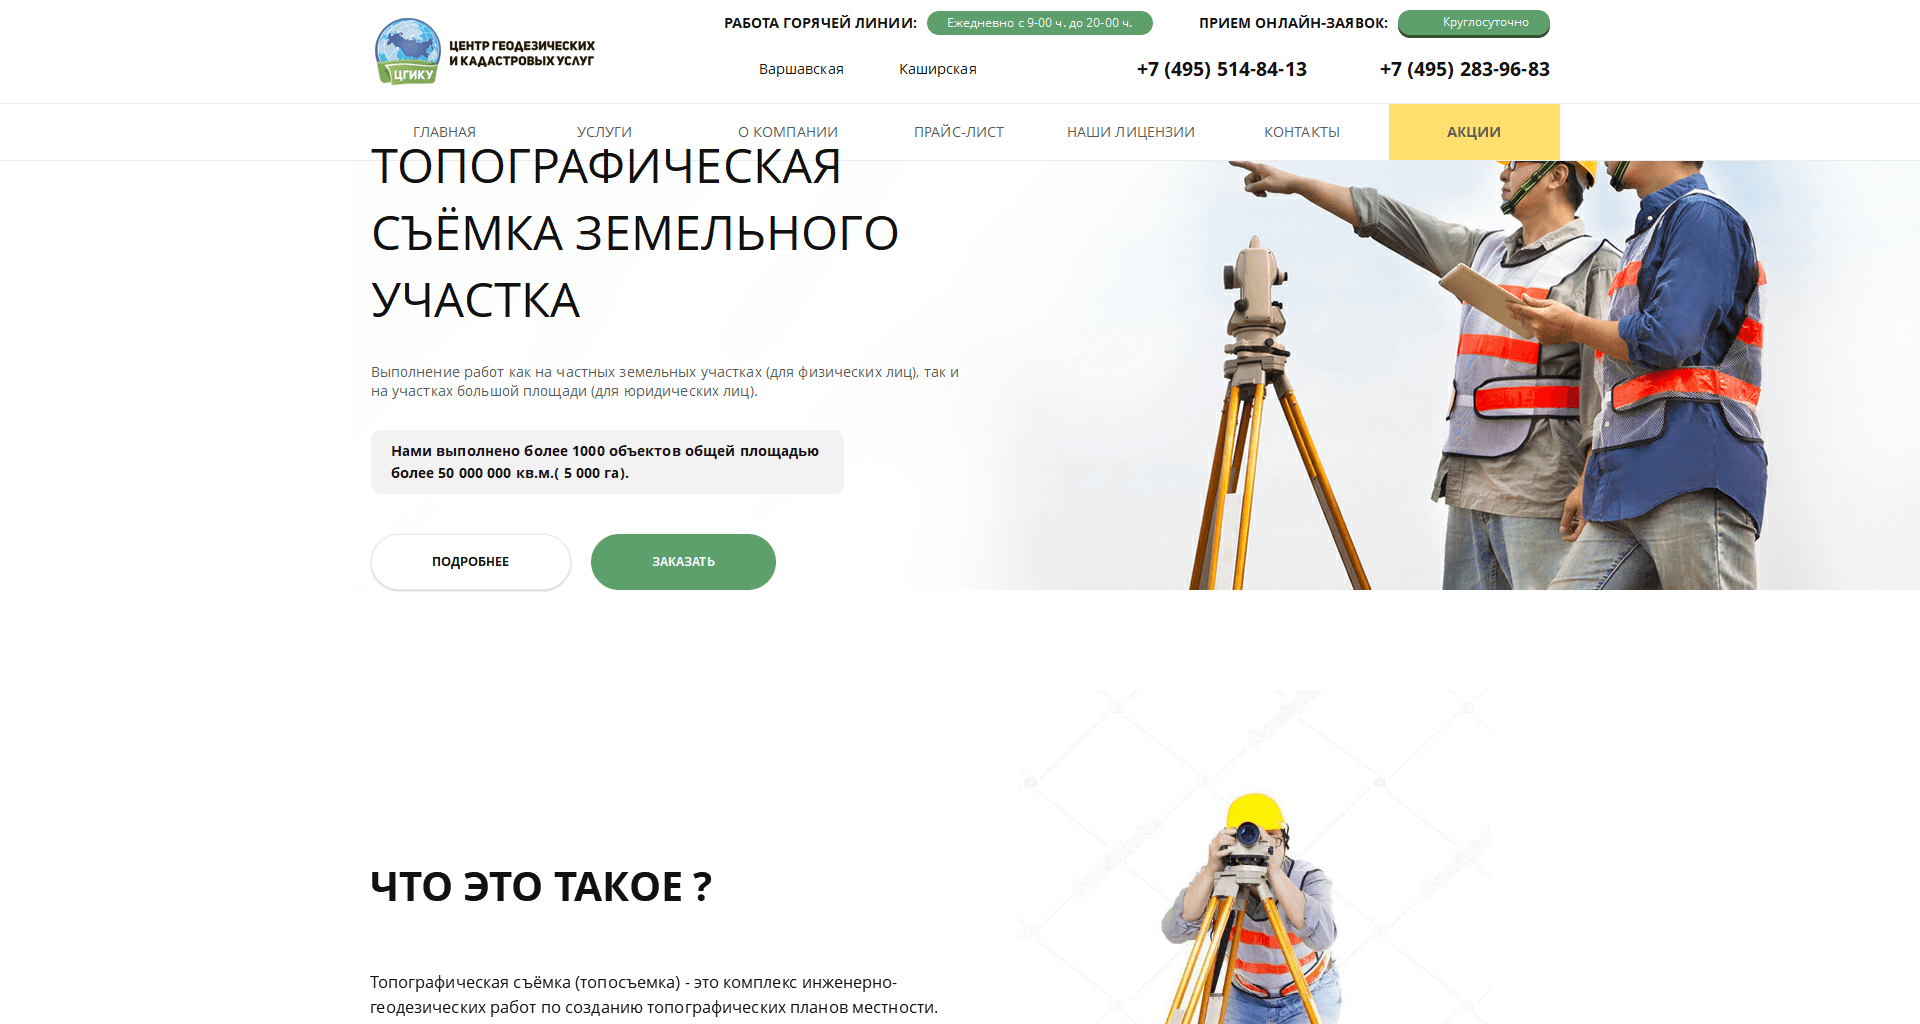 РАБОТА ГОРЯЧЕЙ ЛИНИИ: Ежедневно с 9-00 ч. до 20-00 ч. ПРИЕМ ОНЛАЙН-ЗАЯВОК: Круглосуточно
ЦЕНТР ГЕОДЕЗИЧЕСКИХ
И КАДАСТРОВЫХ УСЛУГ
ЦГИКУ
Варшавская Каширская +7 (495) 514-84-13 +7 (495) 283-96-83
ГЛАВНАЯ УСЛУГИ О КОМПАНИИ ПРАЙС-ЛИСТ НАШИ ЛИЦЕНЗИИ КОНТАКТЫ АКЦИИ
ТОПОГРАФИЧЕСКАЯ
СЪЁМКА ЗЕМЕЛЬНОГО
УЧАСТКА
Выполнение работ как на частных земельных участках (для физических лиц), так и
на участках большой площади (для юридических лиц).
Нами выполнено более 1000 объектов общей площадью
более 50 000 000 кв.м.( 5 000 га).
ПОДРОБНЕЕ ЗАКАЗАТЬ
depositphotos
ЧТО ЭТО ТАКОЕ ?
Топографическая съёмка (топосъемка) - это комплекс инженерно-
геодезических работ по созданию топографических планов местности.